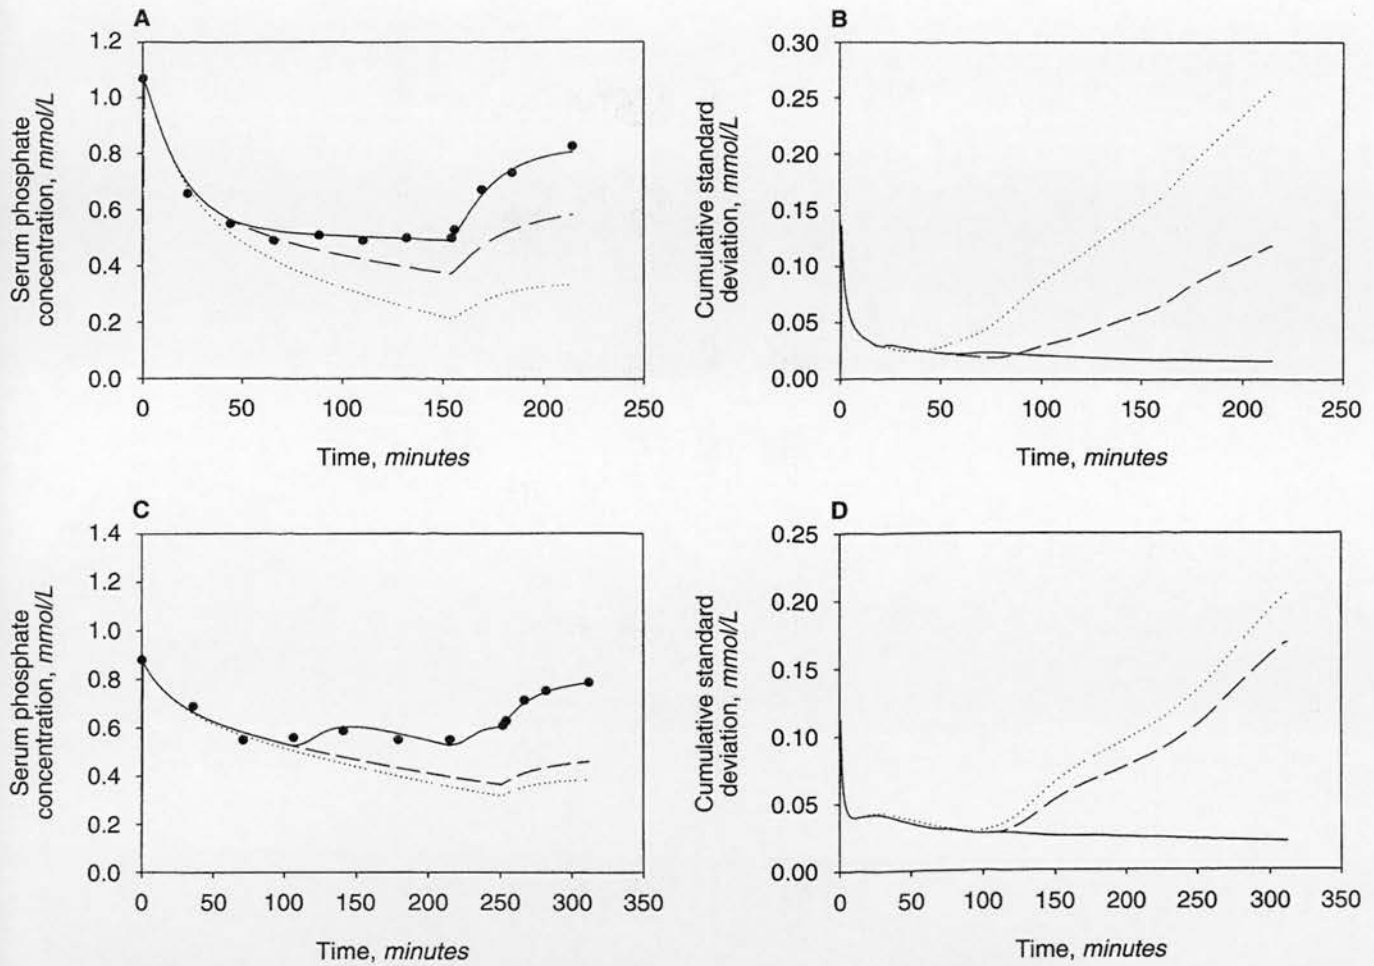 A
Serum phosphate
concentration, mmol/L
1.2
1.0
0.8
0.6
0.4
0.2
0.0
0 50 100 150 200 250
Time, minutes
B
Cumulative standard
deviation, mmol/L
0.30
0.25
0.20
0.15
0.10
0.05
0.00
0 50 100 150 200 250
Time, minutes
C
Serum phosphate
concentration, mmol/L
1.4
1.2
1.0
0.8
0.6
0.4
0.2
0.0
0 50 100 150 200 250 300 350
Time, minutes
D
Cumulative standard
deviation, mmol/L
0.25
0.20
0.15
0.10
0.05
0.00
0 50 100 150 200 250 300 350
Time, minutes